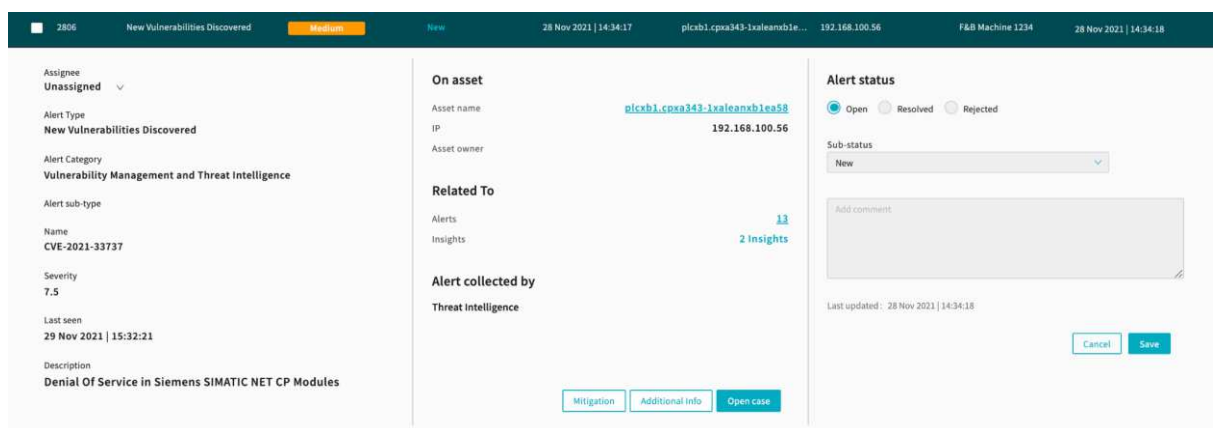 2806 New Vulnerabilities Discovered Medium New 28 Nov 2021 | 14:34:17 plcxb1.cpxa343-1xaleanxb1e... 192.168.100.56 F&B Machine 1234 28 Nov 2021 | 14:34:18
Assignee
Unassigned
Alert Type
New Vulnerabilities Discovered
Alert Category
Vulnerability Management and Threat Intelligence
Alert sub-type
Name
CVE-2021-33737
Severity
7.5
Last seen
29 Nov 2021 | 15:32:21
Description
Denial Of Service in Siemens SIMATIC NET CP Modules
On asset
Asset name plcxb1.cpxa343-1xaleanxb1ea58
IP 192.168.100.56
Asset owner
Related To
Alerts 13
Insights 2 Insights
Alert collected by
Threat Intelligence
Mitigation Additional Info Open case
Alert status
Open Resolved Rejected
Sub-status
New
Add comment
Last updated: 28 Nov 2021 | 14:34:18
Cancel Save